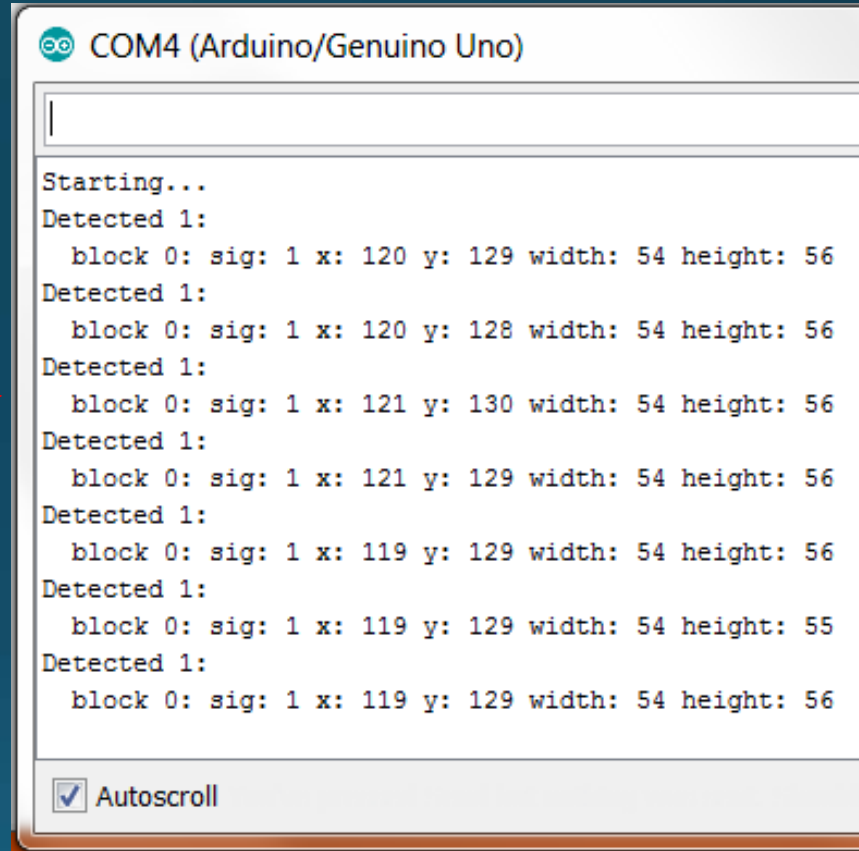 COM4 (Arduino/Genuino Uno)
Starting...
Detected 1:
  block 0: sig: 1 x: 120 y: 129 width: 54 height: 56
Detected 1:
  block 0: sig: 1 x: 120 y: 128 width: 54 height: 56
Detected 1:
  block 0: sig: 1 x: 121 y: 130 width: 54 height: 56
Detected 1:
  block 0: sig: 1 x: 121 y: 129 width: 54 height: 56
Detected 1:
  block 0: sig: 1 x: 119 y: 129 width: 54 height: 56
Detected 1:
  block 0: sig: 1 x: 119 y: 129 width: 54 height: 55
Detected 1:
  block 0: sig: 1 x: 119 y: 129 width: 54 height: 56
Autoscroll